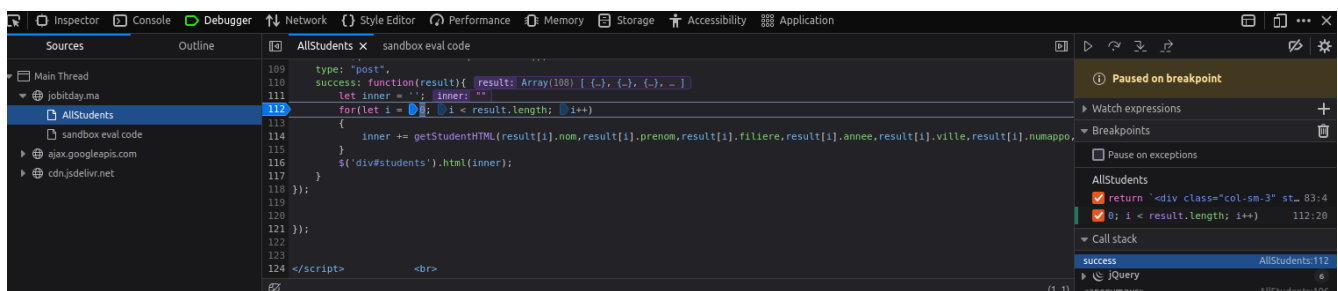 Inspector Console Debugger Network Style Editor Performance Memory Storage Accessibility Application
Sources Outline
AllStudents sandbox eval code
Main Thread
jobitday.ma
AllStudents
sandbox eval code
ajax.googleapis.com
cdn.jsdelivr.net
109 type: "post",
110 success: function(result){ result: Array(108) [ {…}, {…}, {…}, … ]
111 let inner = ''; inner: ""
112 for(let i = 0; i < result.length; i++)
113 {
114 inner += getStudentHTML(result[i].nom,result[i].prenom,result[i].filiere,result[i].annee,result[i].ville,result[i].numappo,
115 }
116 $('div#students').html(inner);
117 }
118 });
119
120
121 });
122
123
124 </script> <br>
(1, 1)
Paused on breakpoint
Watch expressions
Breakpoints
Pause on exceptions
AllStudents
return `<div class="col-sm-3" st… 83:4
0; i < result.length; i++) 112:20
Call stack
success AllStudents:112
jQuery 6